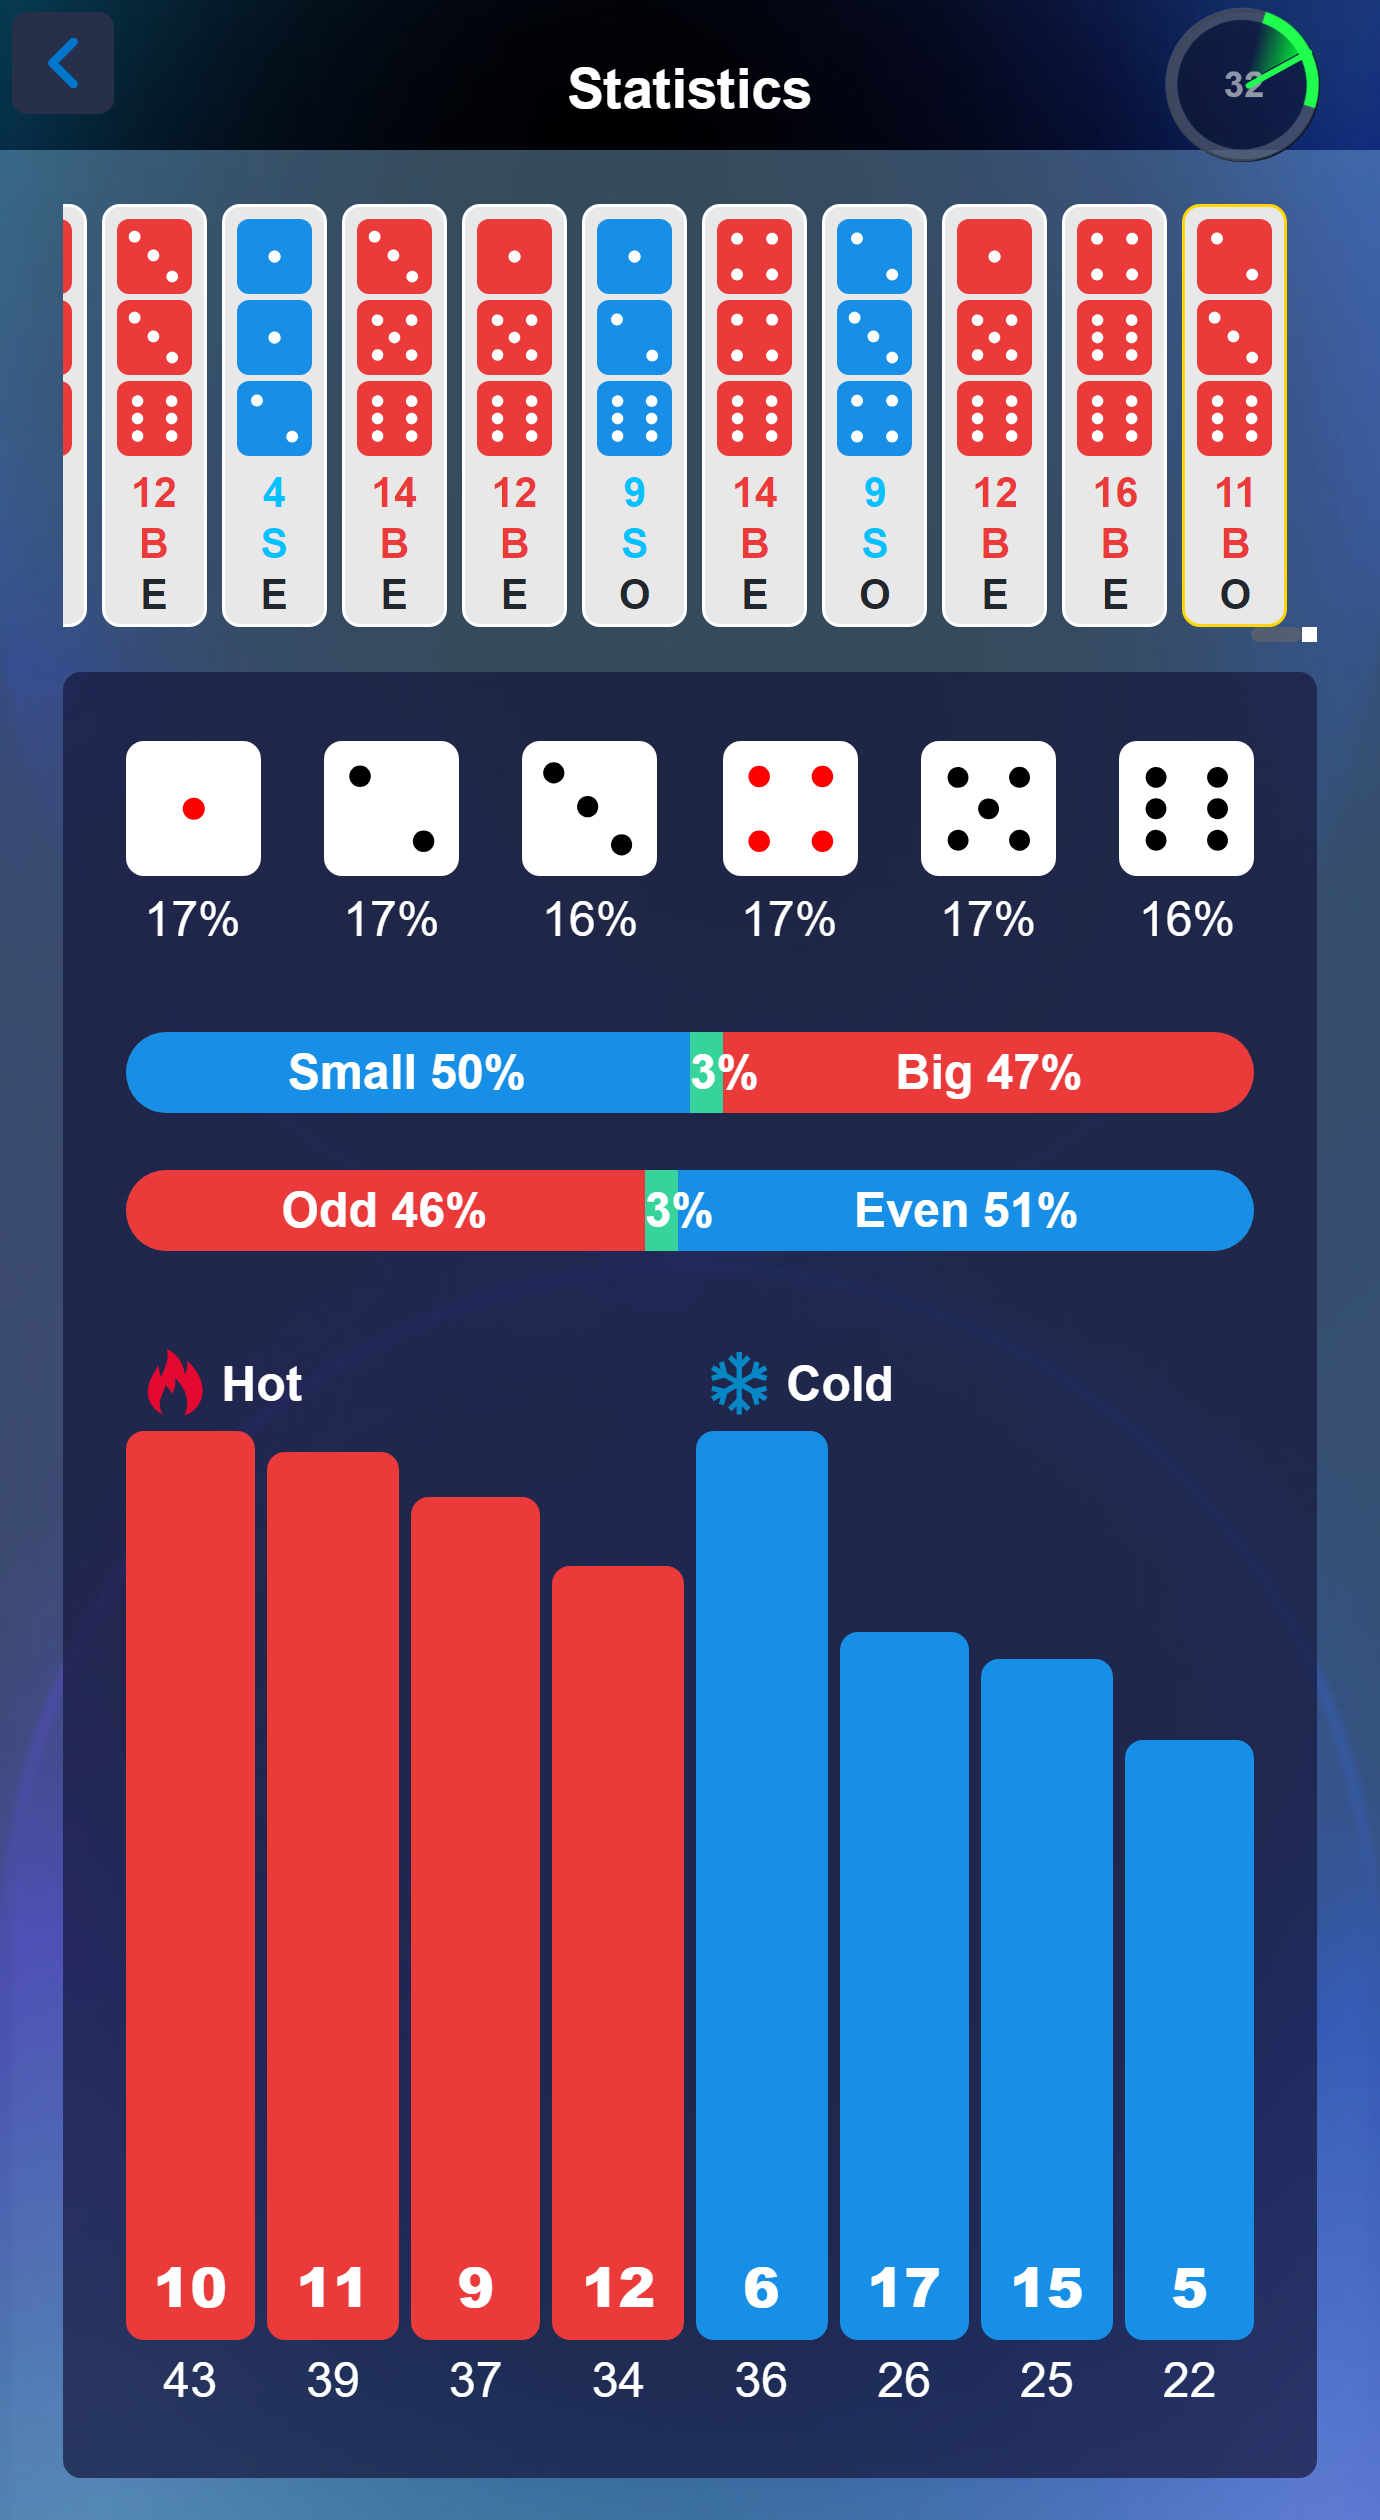 Statistics
32
12 4 14 12 9 14 9 12 16 11
B S B B S B S B B B
E E E E O E O E E O
17% 17% 16% 17% 17% 16%
Small 50% 3% Big 47%
Odd 46% 3% Even 51%
Hot Cold
10 11 9 12 6 17 15 5
43 39 37 34 36 26 25 22